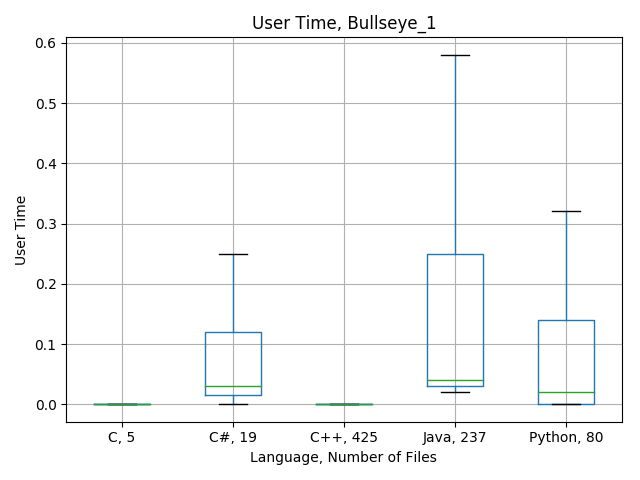 User Time, Bullseye_1
User Time
0.6
0.5
0.4
0.3
0.2
0.1
0.0
C, 5
C#, 19
C++, 425
Java, 237
Python, 80
Language, Number of Files